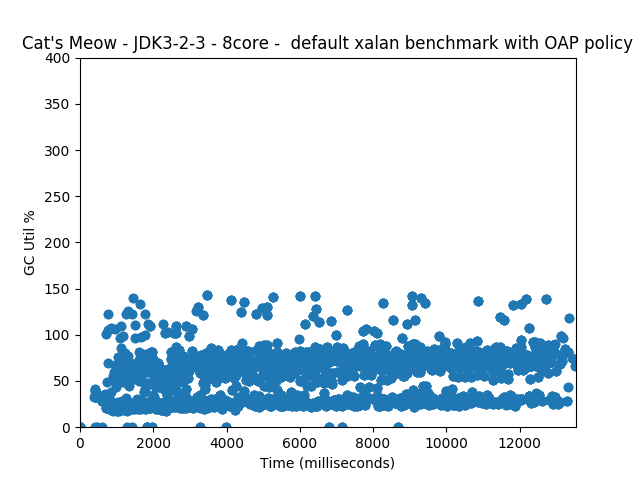 Cat's Meow - JDK3-2-3 - 8core -  default xalan benchmark with OAP policy
400
350
300
250
200
150
100
50
0
GC Util %
0 2000 4000 6000 8000 10000 12000
Time (milliseconds)